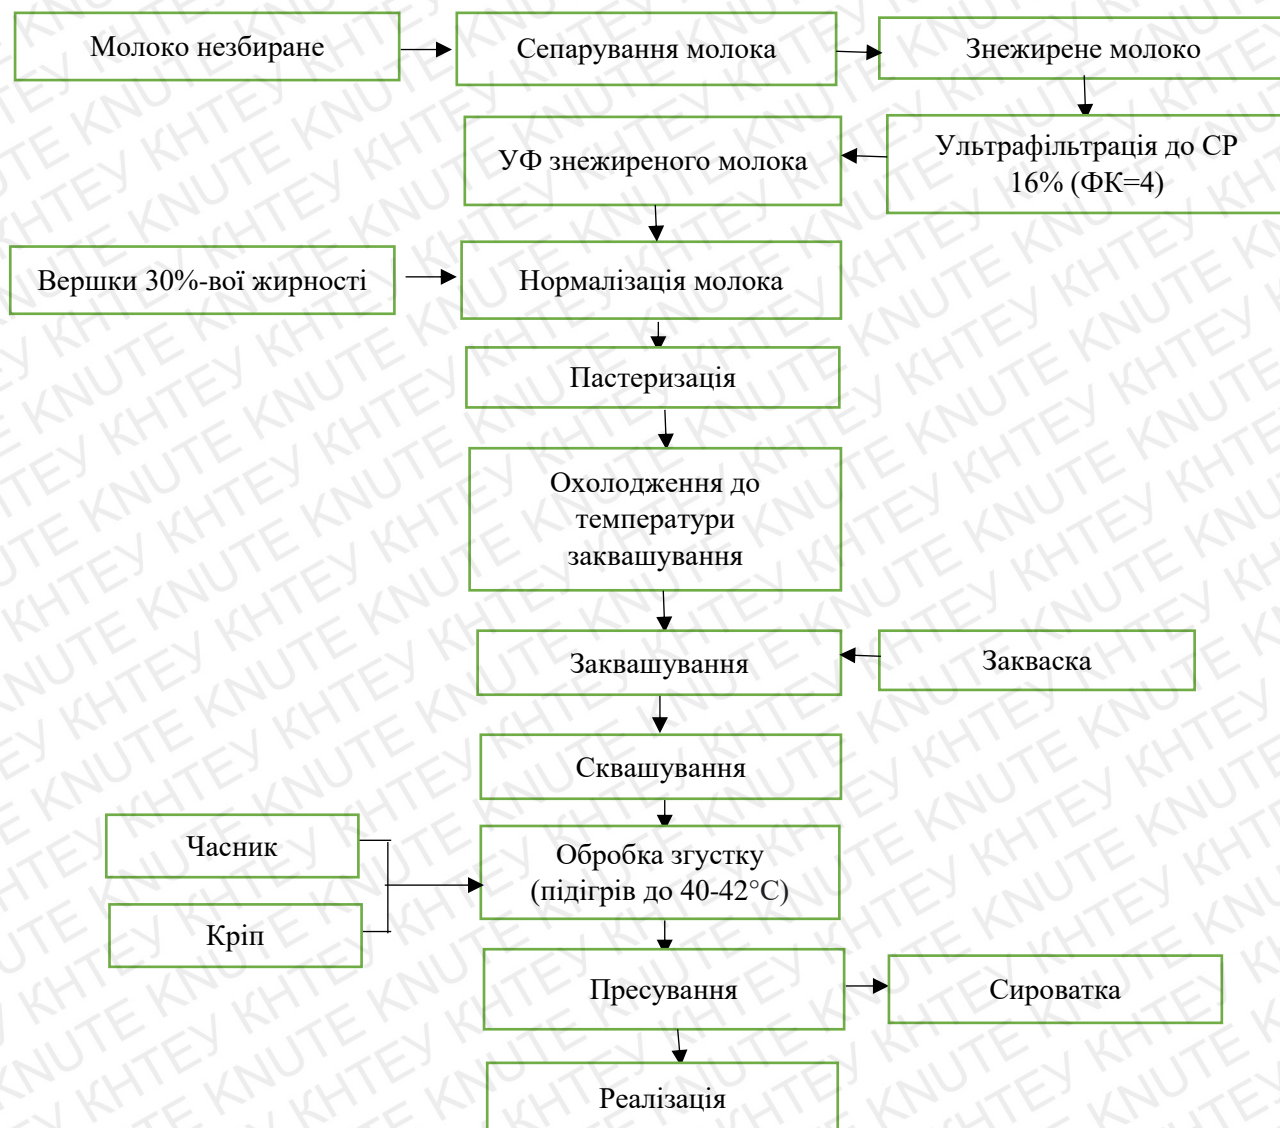 Молоко незбиране
Сепарування молока
Знежирене молоко
УФ знежиреного молока
Ультрафільтрація до СР
16% (ФК=4)
Вершки 30%-вої жирності
Нормалізація молока
Пастеризація
Охолодження до
температури
заквашування
Заквашування
Закваска
Сквашування
Часник
Кріп
Обробка згустку
(підігрів до 40-42°С)
Пресування
Сироватка
Реалізація